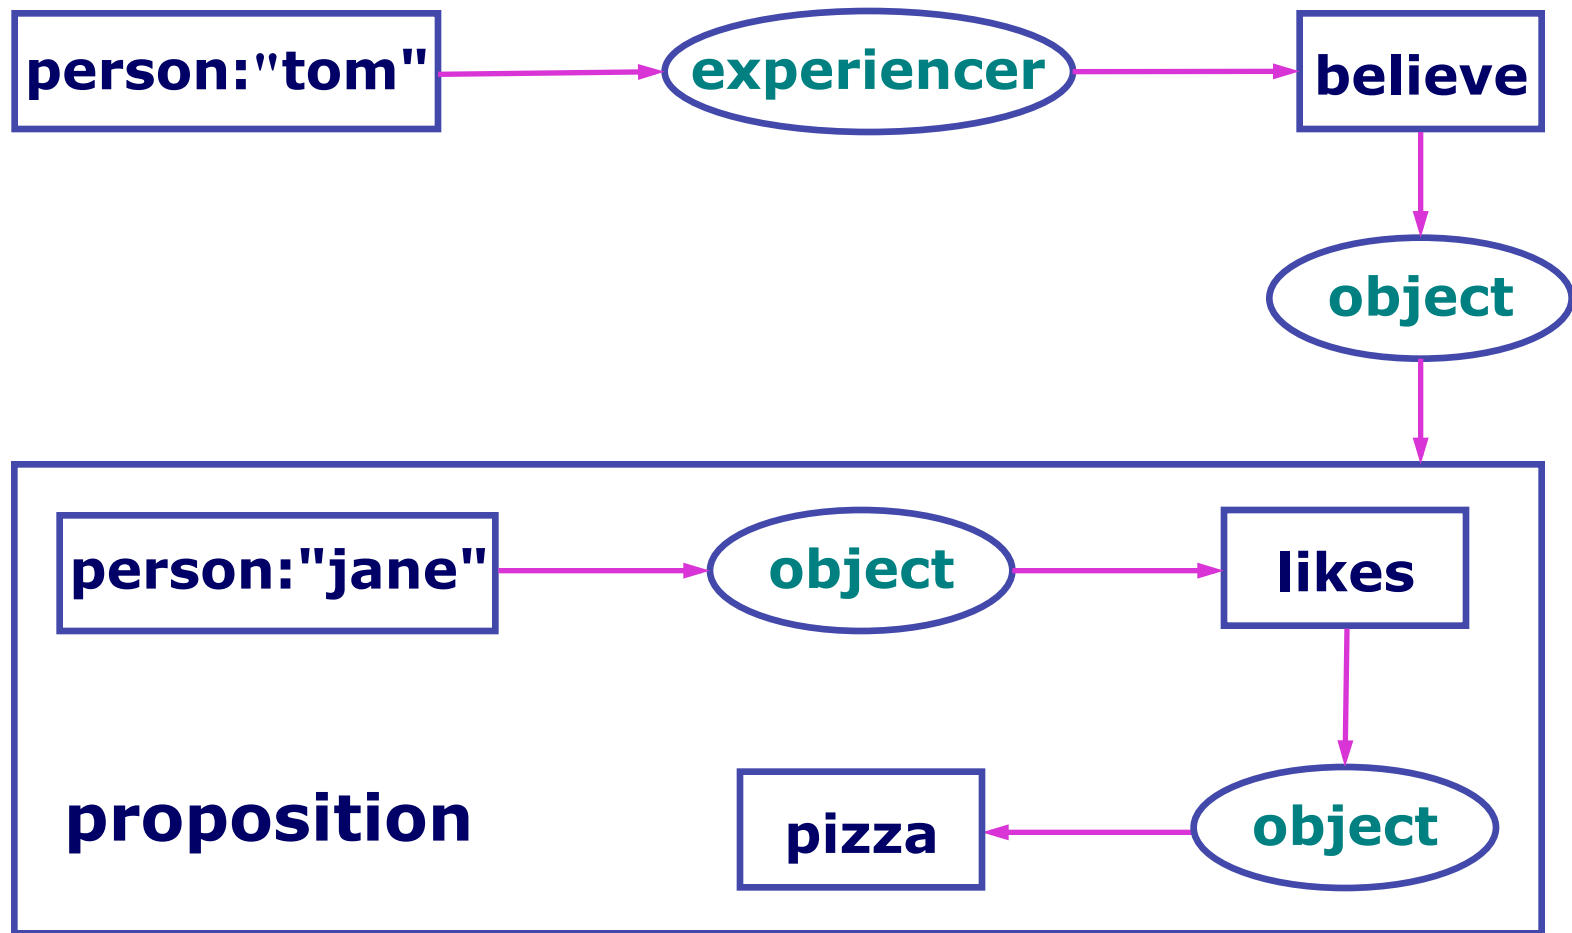 person:"tom"
experiencer
believe
object
person:"jane"
object
likes
proposition
pizza
object